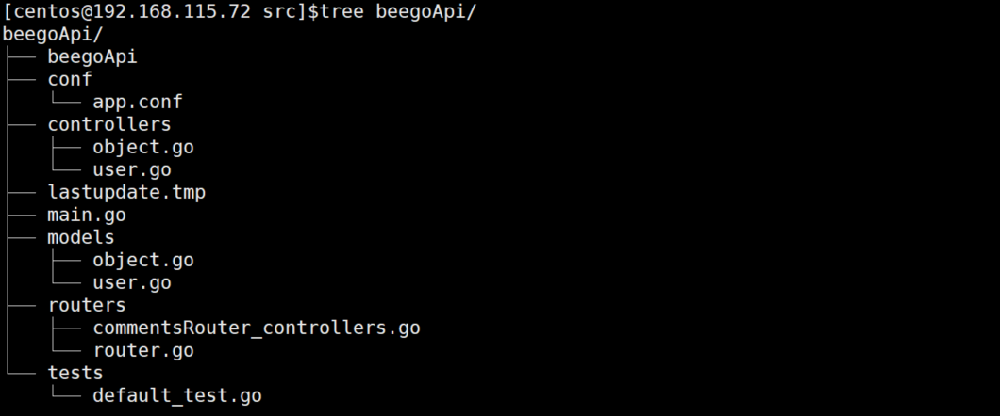 [centos@192.168.115.72 src]$tree beegoApi/
beegoApi/
├── beegoApi
├── conf
│   └── app.conf
├── controllers
│   ├── object.go
│   └── user.go
├── lastupdate.tmp
├── main.go
├── models
│   ├── object.go
│   └── user.go
├── routers
│   ├── commentsRouter_controllers.go
│   └── router.go
└── tests
    └── default_test.go